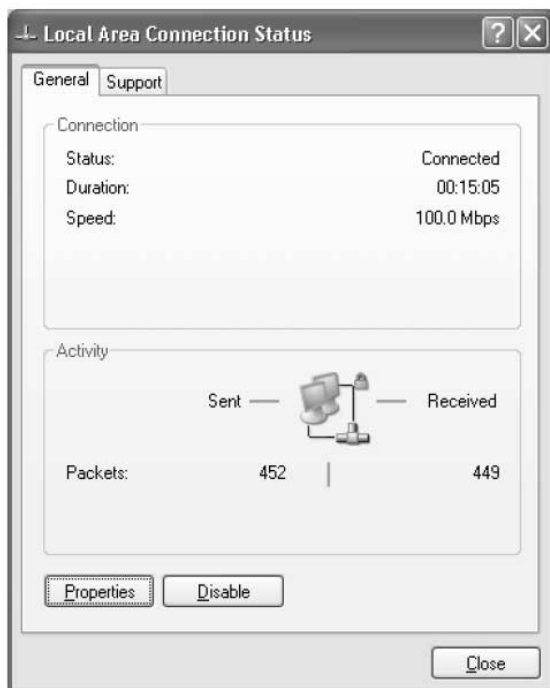 Local Area Connection Status
General Support
Connection
Status: Connected
Duration: 00:15:05
Speed: 100.0 Mbps
Activity
Sent Received
Packets: 452 449
Properties Disable
Close